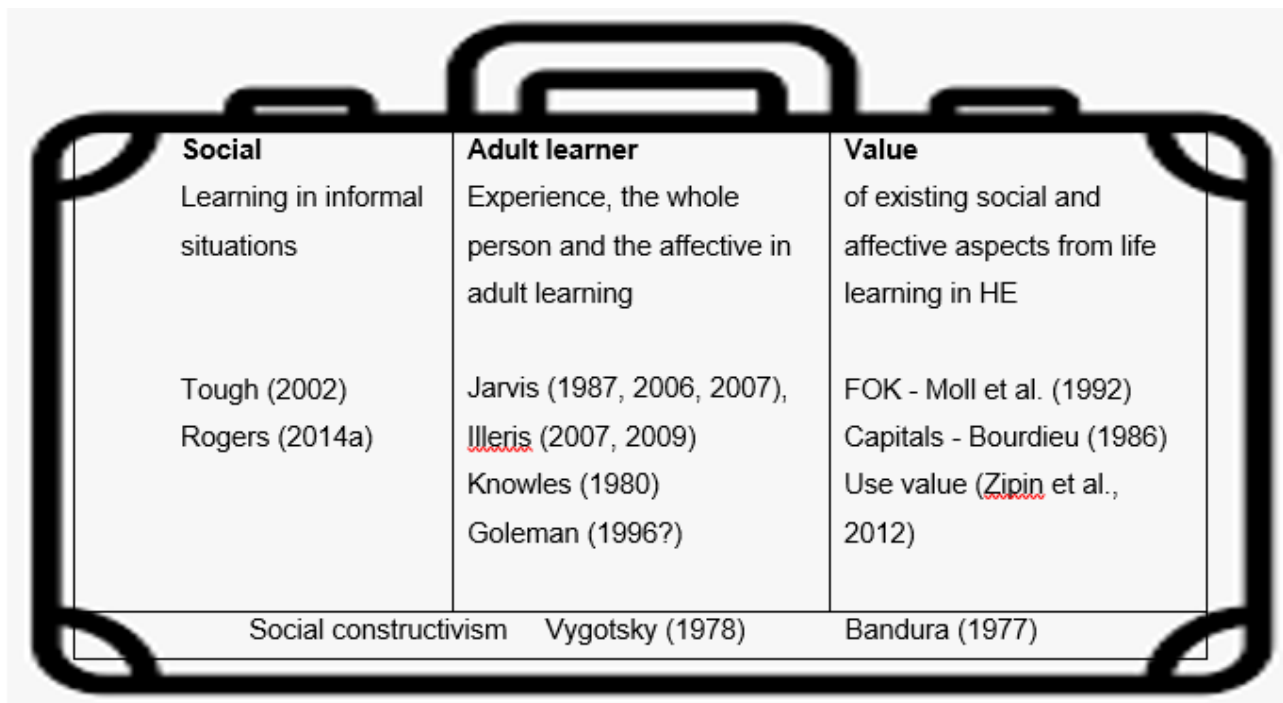 Social
Learning in informal
situations
Tough (2002)
Rogers (2014a)
Adult learner
Experience, the whole
person and the affective in
adult learning
Jarvis (1987, 2006, 2007),
Illeris (2007, 2009)
Knowles (1980)
Goleman (1996?)
Value
of existing social and
affective aspects from life
learning in HE
FOK - Moll et al. (1992)
Capitals - Bourdieu (1986)
Use value (Zipin et al.,
2012)
Social constructivism Vygotsky (1978) Bandura (1977)